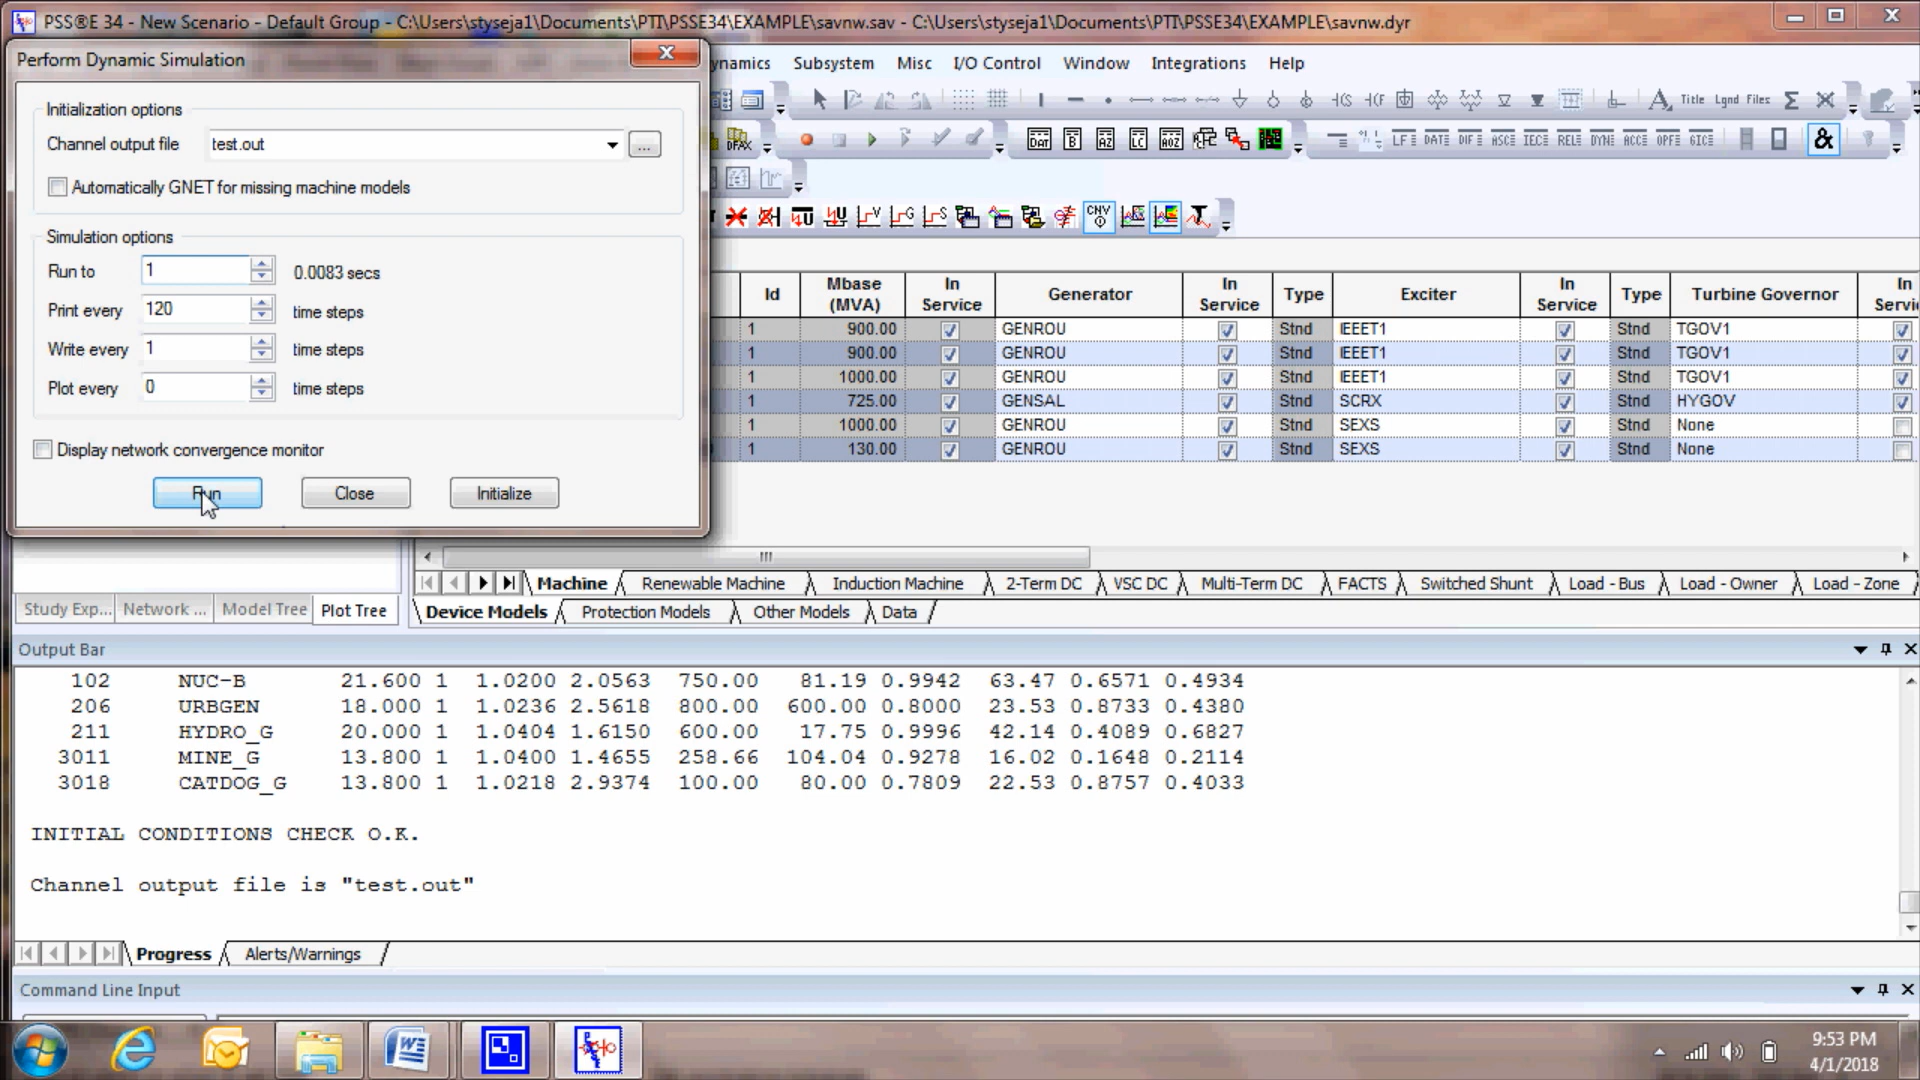 PSS®E 34 - New Scenario - Default Group - C:\Users\styseja1\Documents\PTI\PSSE34\EXAMPLE\savnw.sav - C:\Users\styseja1\Documents\PTI\PSSE34\EXAMPLE\savnw.dyr
Perform Dynamic Simulation
ynamics Subsystem Misc I/O Control Window Integrations Help
Initialization options
Channel output file test.out ...
Automatically GNET for missing machine models
Simulation options
Run to 1 0.0083 secs
Print every 120 time steps
Write every 1 time steps
Plot every 0 time steps
Display network convergence monitor
Run Close Initialize
Title Lgnd Files
Id Mbase (MVA) In Service Generator In Service Type Exciter In Service Type Turbine Governor In Servi
1 900.00 GENROU Stnd IEEET1 Stnd TGOV1
1 900.00 GENROU Stnd IEEET1 Stnd TGOV1
1 1000.00 GENROU Stnd IEEET1 Stnd TGOV1
1 725.00 GENSAL Stnd SCRX Stnd HYGOV
1 1000.00 GENROU Stnd SEXS Stnd None
1 130.00 GENROU Stnd SEXS Stnd None
Machine Renewable Machine Induction Machine 2-Term DC VSC DC Multi-Term DC FACTS Switched Shunt Load - Bus Load - Owner Load - Zone
Study Exp... Network ... Model Tree Plot Tree
Device Models Protection Models Other Models Data
Output Bar
102 NUC-B 21.600 1 1.0200 2.0563 750.00 81.19 0.9942 63.47 0.6571 0.4934
206 URBGEN 18.000 1 1.0236 2.5618 800.00 600.00 0.8000 23.53 0.8733 0.4380
211 HYDRO_G 20.000 1 1.0404 1.6150 600.00 17.75 0.9996 42.14 0.4089 0.6827
3011 MINE_G 13.800 1 1.0400 1.4655 258.66 104.04 0.9278 16.02 0.1648 0.2114
3018 CATDOG_G 13.800 1 1.0218 2.9374 100.00 80.00 0.7809 22.53 0.8757 0.4033
INITIAL CONDITIONS CHECK O.K.
Channel output file is "test.out"
Progress Alerts/Warnings
Command Line Input
9:53 PM
4/1/2018